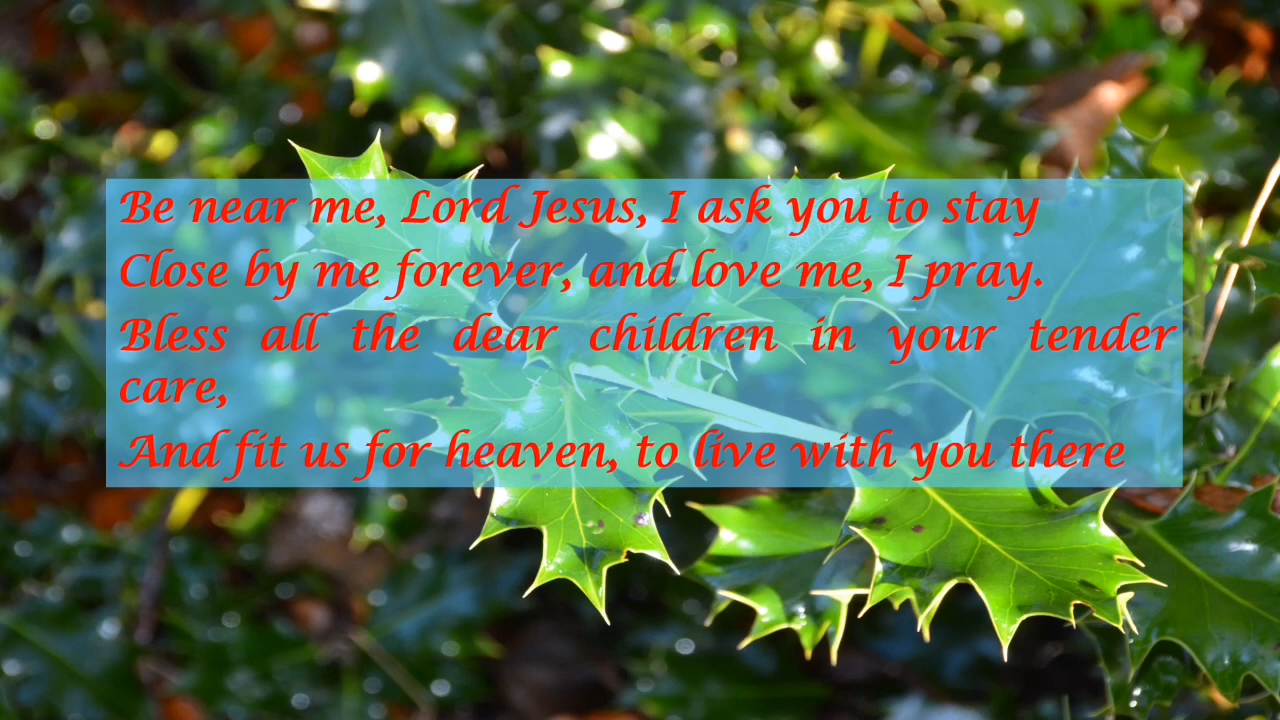 Be near me, Lord Jesus, I ask you to stay
Close by me forever, and love me, I pray.
Bless all the dear children in your tender
care,
And fit us for heaven, to live with you there